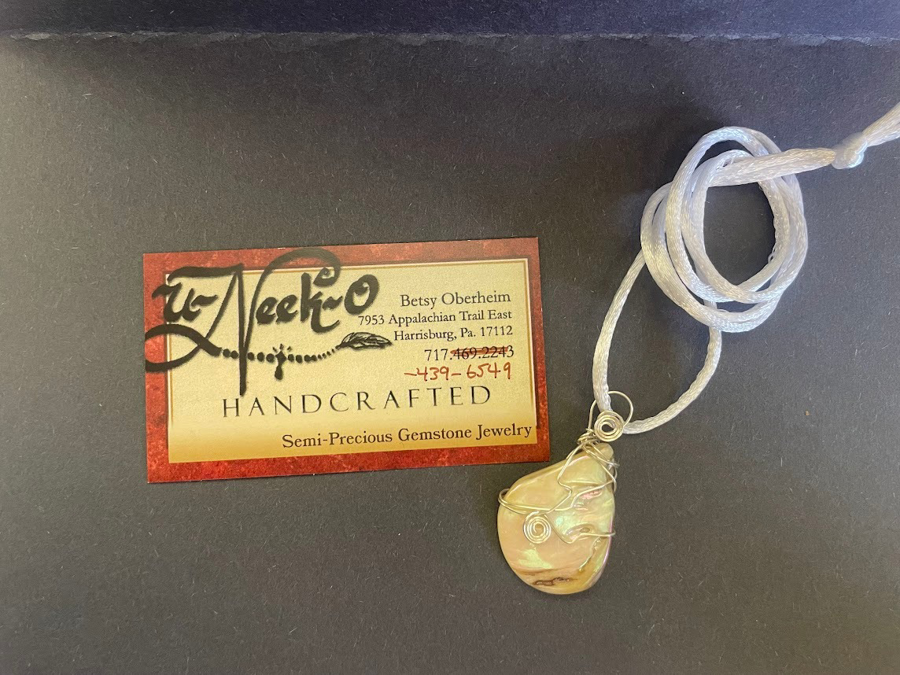 u-Neek-O
Betsy Oberheim
7953 Appalachian Trail East
Harrisburg, Pa. 17112
717.469.2243
-439-6549
HANDCRAFTED
Semi-Precious Gemstone Jewelry